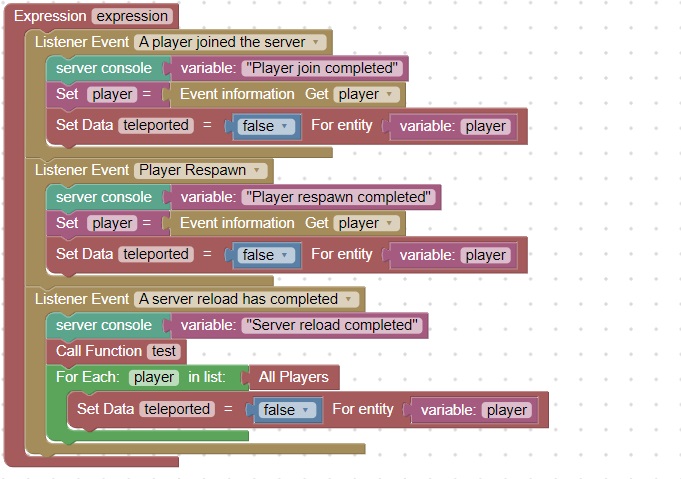 Expression expression
Listener Event A player joined the server
server console variable: "Player join completed"
Set player = Event information Get player
Set Data teleported = false For entity variable: player
Listener Event Player Respawn
server console variable: "Player respawn completed"
Set player = Event information Get player
Set Data teleported = false For entity variable: player
Listener Event A server reload has completed
server console variable: "Server reload completed"
Call Function test
For Each: player in list: All Players
Set Data teleported = false For entity variable: player